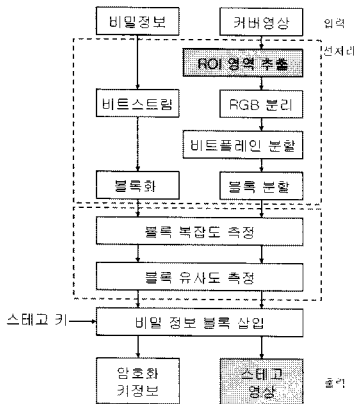 비밀정보
커버영상
입력
전처리
ROI 영역 추출
비트스트림
RGB 분리
비트플레인 분할
블록화
블록 분할
블록 복잡도 측정
블록 유사도 측정
스테고 키
비밀 정보 블록 삽입
암호화
키정보
스테고
영상
출력